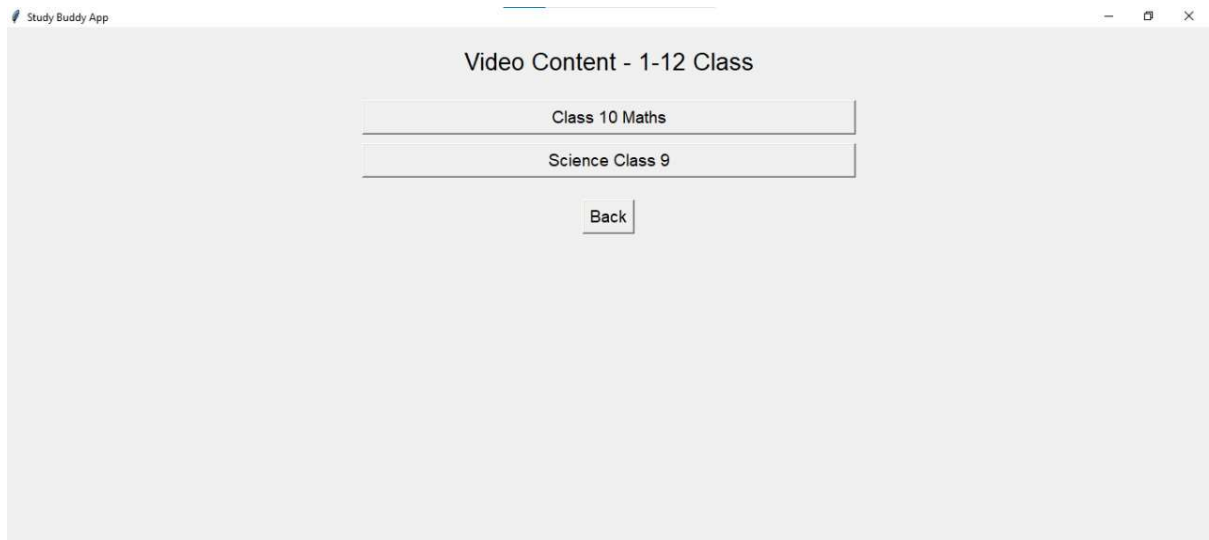 Study Buddy App
Video Content - 1-12 Class
Class 10 Maths
Science Class 9
Back